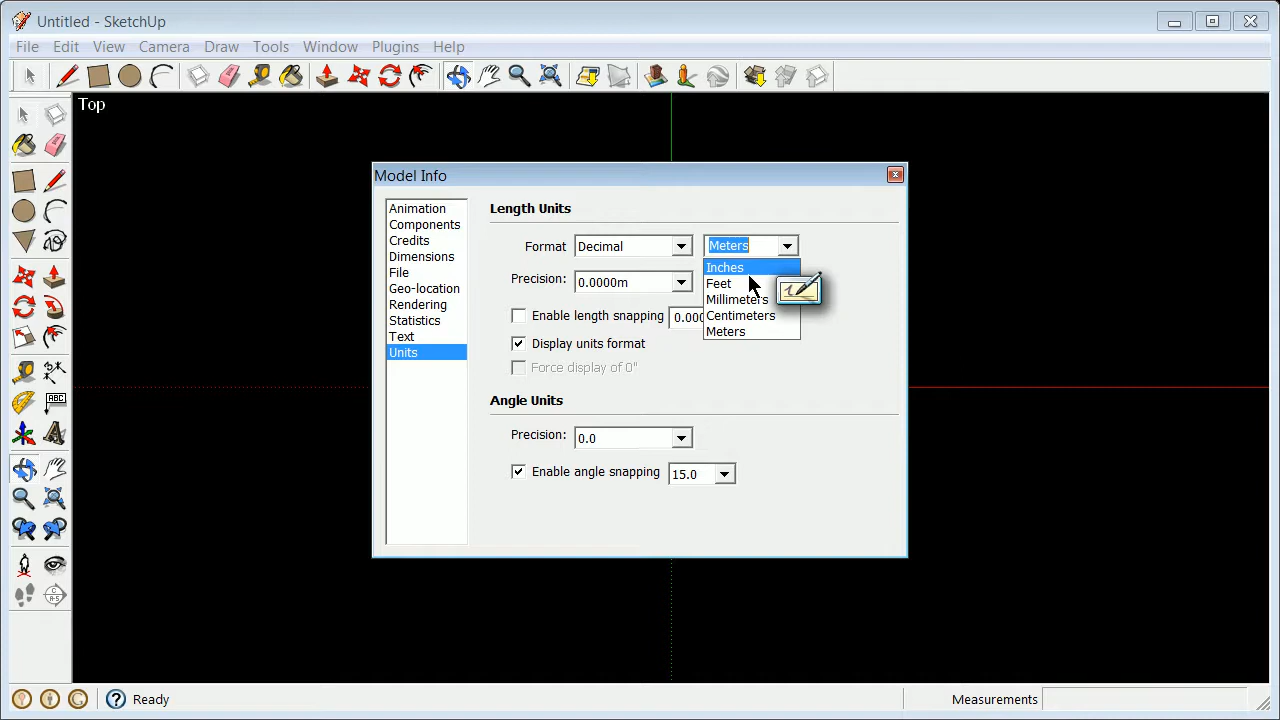 Untitled - SketchUp
File Edit View Camera Draw Tools Window Plugins Help
Top
Model Info
Animation
Components
Credits
Dimensions
File
Geo-location
Rendering
Statistics
Text
Units
Length Units
Format Decimal Meters
Inches
Feet
Millimeters
Centimeters
Meters
Precision: 0.0000m
Enable length snapping 0.000
Display units format
Force display of 0"
Angle Units
Precision: 0.0
Enable angle snapping 15.0
ABC
A
A-S
G
? Ready
Measurements